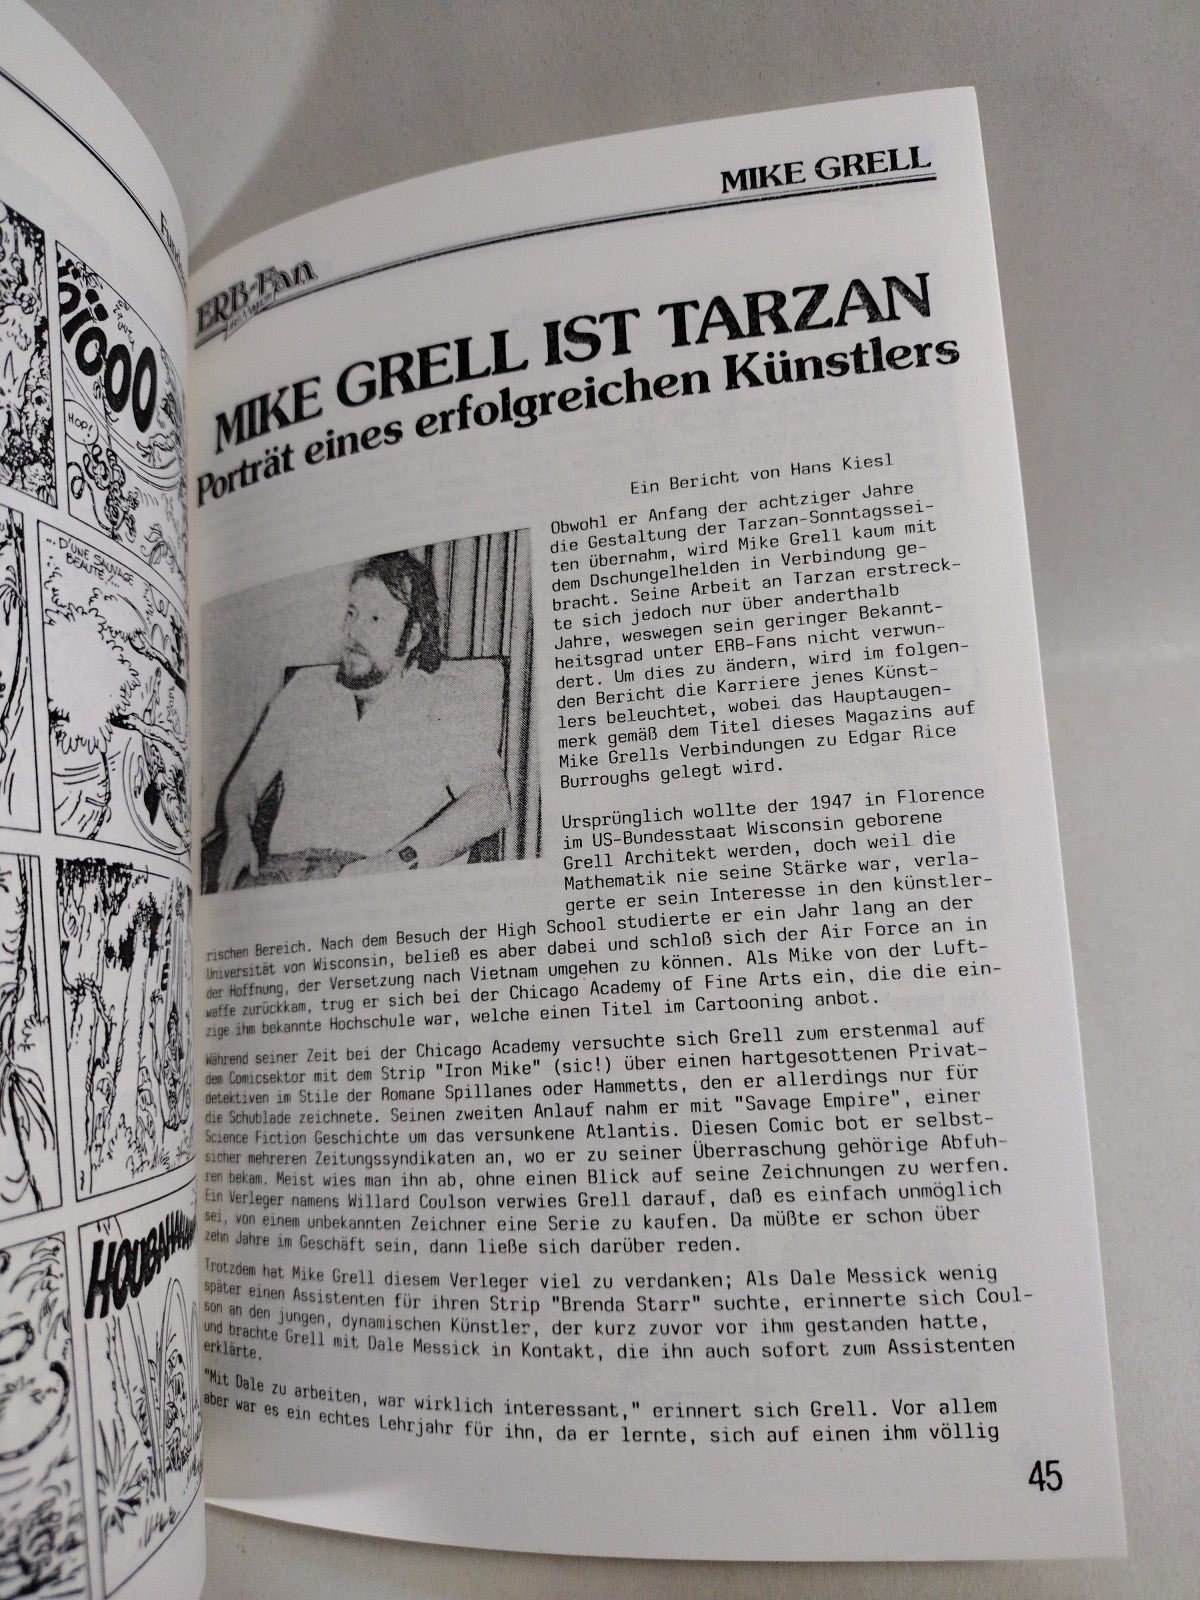 ÖÏOOO
HOP!
... D'UNE SAUVAGE
BEAUTÉ!...
HOUBAHAAAA
MIKE GRELL
ERB-Fan
MIKE GRELL IST TARZAN
Porträt eines erfolgreichen Künstlers
Ein Bericht von Hans Kiesl
Obwohl er Anfang der achtziger Jahre
die Gestaltung der Tarzan-Sonntagssei-
ten übernahm, wird Mike Grell kaum mit
dem Dschungelhelden in Verbindung ge-
bracht. Seine Arbeit an Tarzan erstreck-
te sich jedoch nur über anderthalb
Jahre, weswegen sein geringer Bekannt-
heitsgrad unter ERB-Fans nicht verwun-
dert. Um dies zu ändern, wird im folgen-
den Bericht die Karriere jenes Künst-
lers beleuchtet, wobei das Hauptaugen-
merk gemäß dem Titel dieses Magazins auf
Mike Grells Verbindungen zu Edgar Rice
Burroughs gelegt wird.
Ursprünglich wollte der 1947 in Florence
im US-Bundesstaat Wisconsin geborene
Grell Architekt werden, doch weil die
Mathematik nie seine Stärke war, verla-
gerte er sein Interesse in den künstler-
rischen Bereich. Nach dem Besuch der High School studierte er ein Jahr lang an der
Universität von Wisconsin, beließ es aber dabei und schloß sich der Air Force an in
der Hoffnung, der Versetzung nach Vietnam umgehen zu können. Als Mike von der Luft-
waffe zurückkam, trug er sich bei der Chicago Academy of Fine Arts ein, die die ein-
zige ihm bekannte Hochschule war, welche einen Titel im Cartooning anbot.
Während seiner Zeit bei der Chicago Academy versuchte sich Grell zum erstenmal auf
dem Comicsektor mit dem Strip "Iron Mike" (sic!) über einen hartgesottenen Privat-
detektiven im Stile der Romane Spillanes oder Hammetts, den er allerdings nur für
die Schublade zeichnete. Seinen zweiten Anlauf nahm er mit "Savage Empire", einer
Science Fiction Geschichte um das versunkene Atlantis. Diesen Comic bot er selbst-
sicher mehreren Zeitungssyndikaten an, wo er zu seiner Überraschung gehörige Abfuh-
ren bekam. Meist wies man ihn ab, ohne einen Blick auf seine Zeichnungen zu werfen.
Ein Verleger namens Willard Coulson verwies Grell darauf, daß es einfach unmöglich
sei, von einem unbekannten Zeichner eine Serie zu kaufen. Da müßte er schon über
zehn Jahre im Geschäft sein, dann ließe sich darüber reden.
Trotzdem hat Mike Grell diesem Verleger viel zu verdanken; Als Dale Messick wenig
später einen Assistenten für ihren Strip "Brenda Starr" suchte, erinnerte sich Coul-
son an den jungen, dynamischen Künstler, der kurz zuvor vor ihm gestanden hatte,
und brachte Grell mit Dale Messick in Kontakt, die ihn auch sofort zum Assistenten
erklärte.
"Mit Dale zu arbeiten, war wirklich interessant," erinnert sich Grell. Vor allem
aber war es ein echtes Lehrjahr für ihn, da er lernte, sich auf einen ihm völlig
45